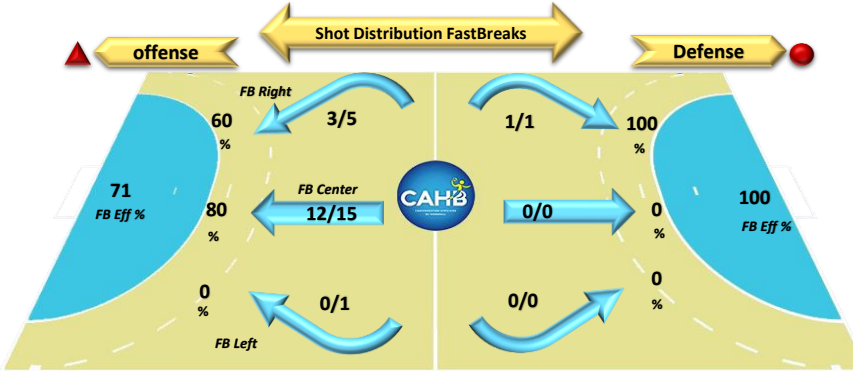 Shot Distribution FastBreaks
offense
Defense
FB Right
60
%
3/5
1/1
100
%
71
FB Eff %
FB Center
80
%
12/15
CAHB
0/0
0
%
100
FB Eff %
0
%
0/1
0/0
0
%
FB Left